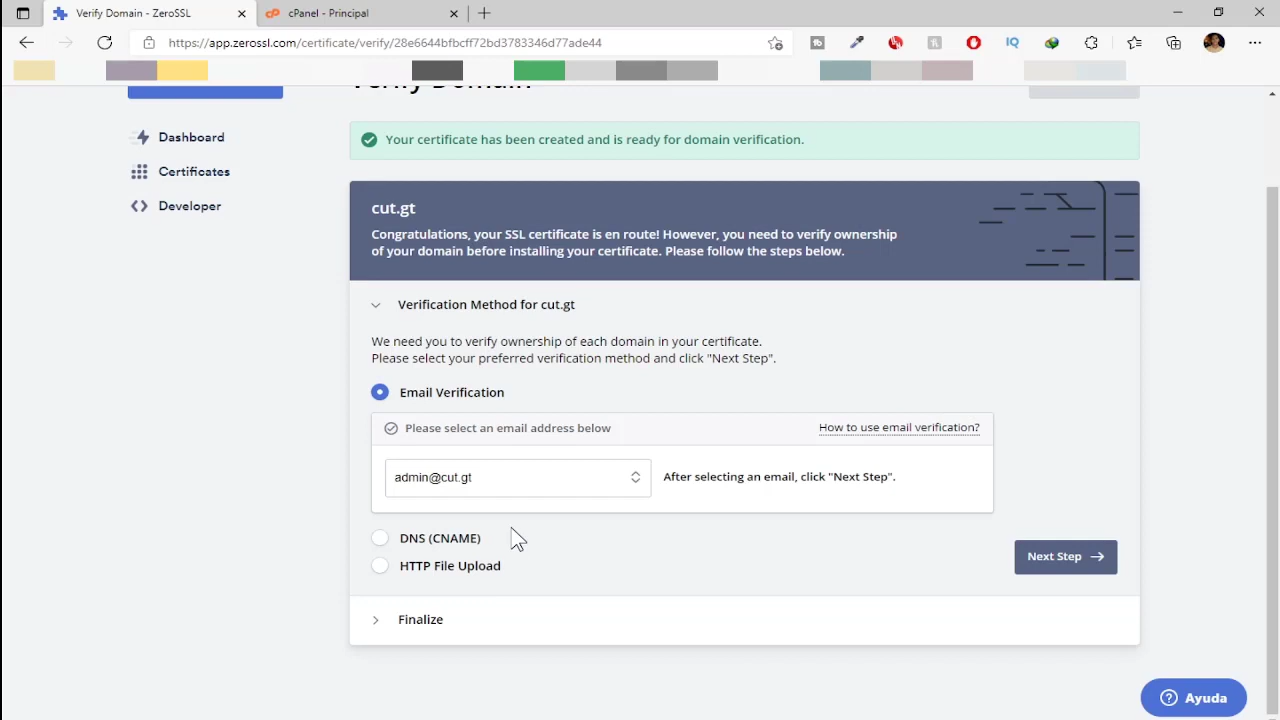 Verify Domain - ZeroSSL
cPanel - Principal
https://app.zerossl.com/certificate/verify/28e6644bfbcff72bd3783346d77ade44
IQ
Verify Domain
Dashboard
Certificates
Developer
Your certificate has been created and is ready for domain verification.
cut.gt
Congratulations, your SSL certificate is en route! However, you need to verify ownership
of your domain before installing your certificate. Please follow the steps below.
Verification Method for cut.gt
We need you to verify ownership of each domain in your certificate.
Please select your preferred verification method and click "Next Step".
Email Verification
Please select an email address below
How to use email verification?
admin@cut.gt
After selecting an email, click "Next Step".
DNS (CNAME)
HTTP File Upload
Next Step
Finalize
Ayuda